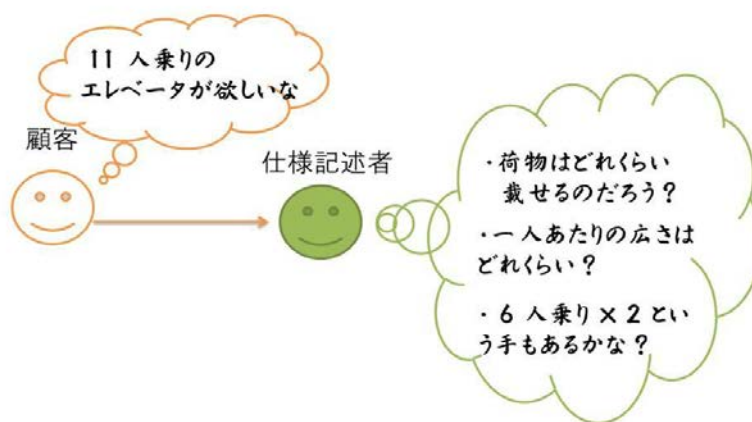 11 人乗りの
エレベータが欲しいな
顧客
仕様記述者
・荷物はどれくらい
載せるのだろう？
・一人あたりの広さは
どれくらい？
・6 人乗り×2 とい
う手もあるかな？